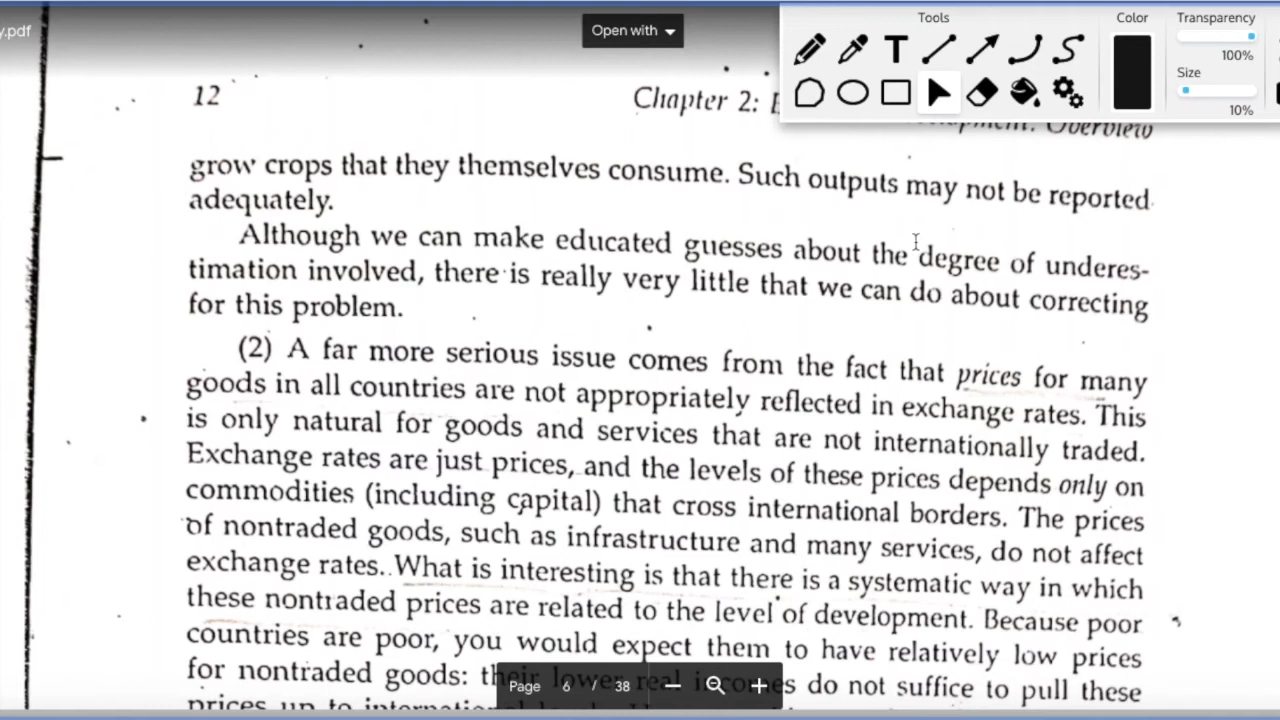 y.pdf
Open with
Tools
Color
Transparency
100%
Size
10%
12
Chapter 2:
Overview
grow crops that they themselves consume. Such outputs may not be reported
adequately.
Although we can make educated guesses about the degree of underes-
timation involved, there is really very little that we can do about correcting
for this problem.
(2) A far more serious issue comes from the fact that prices for many
goods in all countries are not appropriately reflected in exchange rates. This
is only natural for goods and services that are not internationally traded.
Exchange rates are just prices, and the levels of these prices depends only on
commodities (including capital) that cross international borders. The prices
of nontraded goods, such as infrastructure and many services, do not affect
exchange rates. What is interesting is that there is a systematic way in which
these nontraded prices are related to the level of development. Because poor
countries are poor, you would expect them to have relatively low prices
for nontraded goods: their lower real incomes do not suffice to pull these
prices up to international
Page 6 / 38